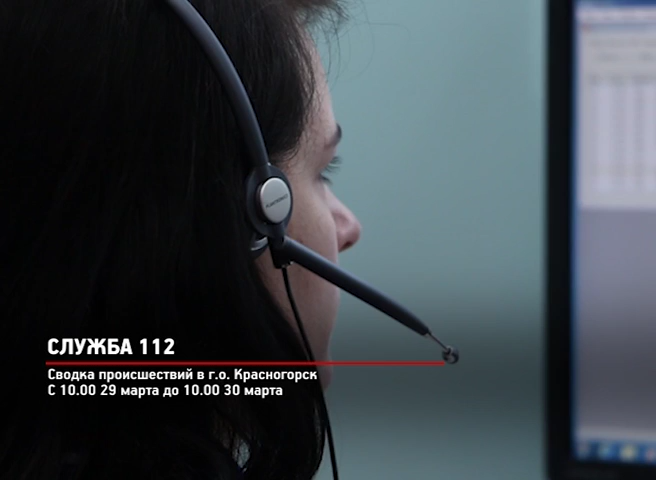 СЛУЖБА 112
Сводка происшествий в г.о. Красногорск
С 10.00 29 марта до 10.00 30 марта